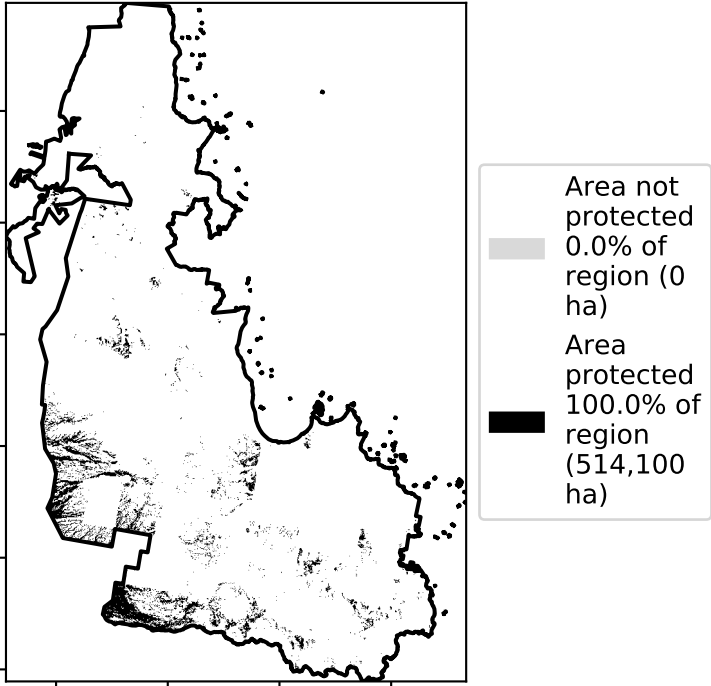 Area not
protected
0.0% of
region (0
ha)
Area
protected
100.0% of
region
(514,100
ha)